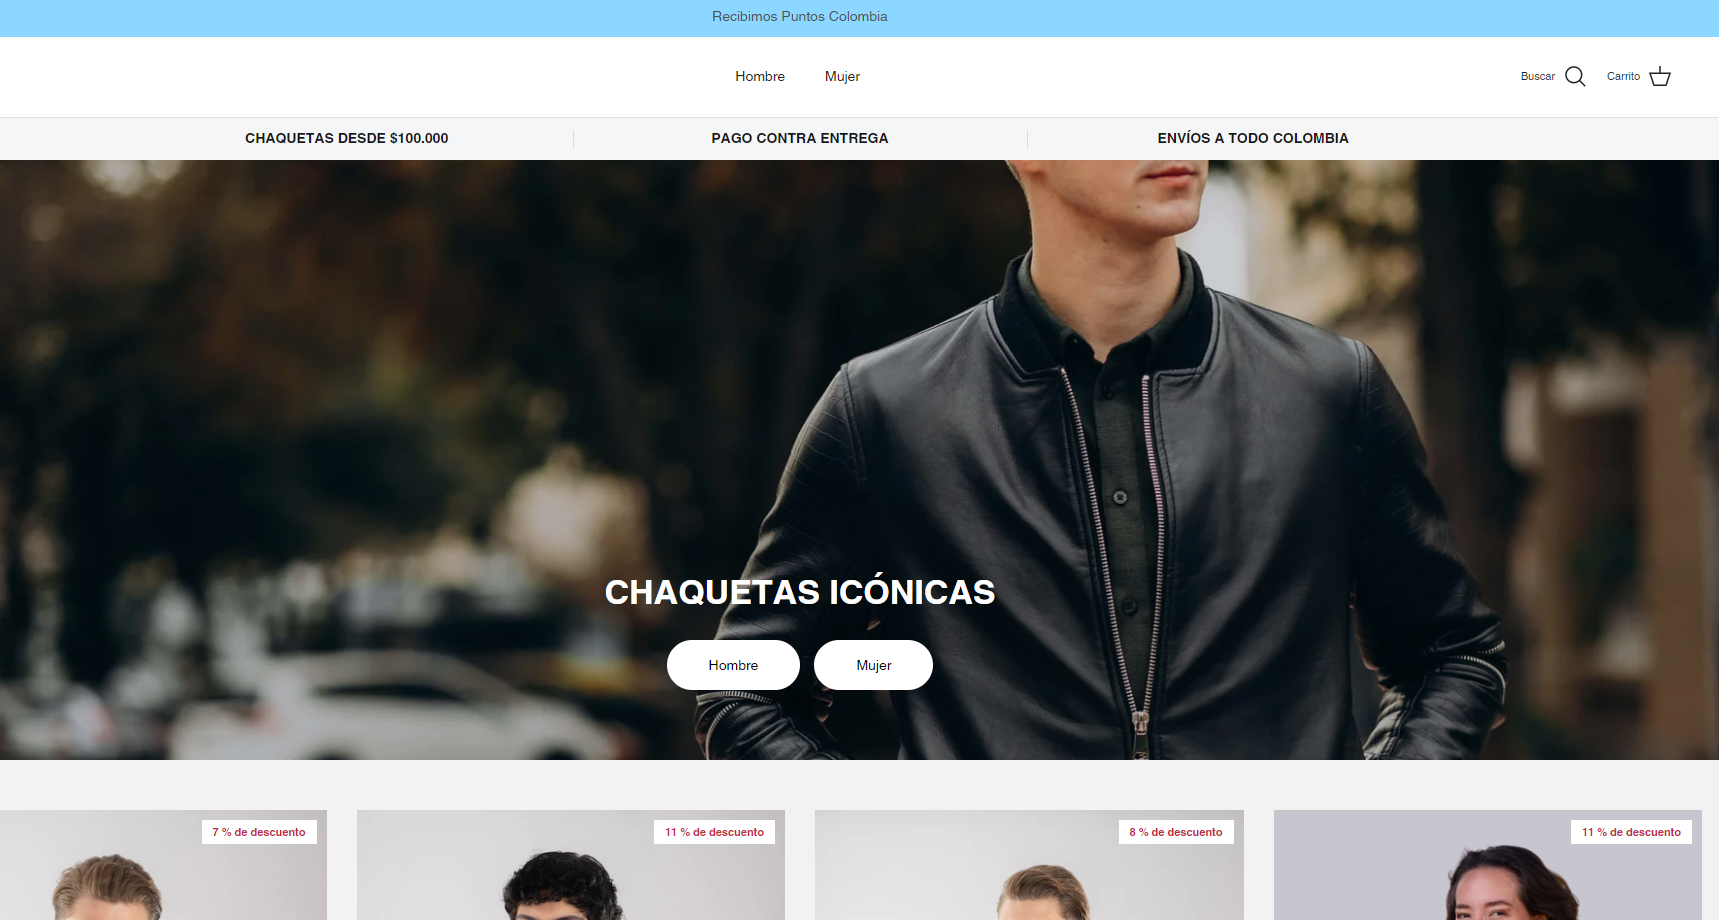 Recibimos Puntos Colombia
Hombre Mujer Buscar Carrito
CHAQUETAS DESDE $100.000 PAGO CONTRA ENTREGA ENVÍOS A TODO COLOMBIA
CHAQUETAS ICÓNICAS
Hombre Mujer
7 % de descuento 11 % de descuento 8 % de descuento 11 % de descuento